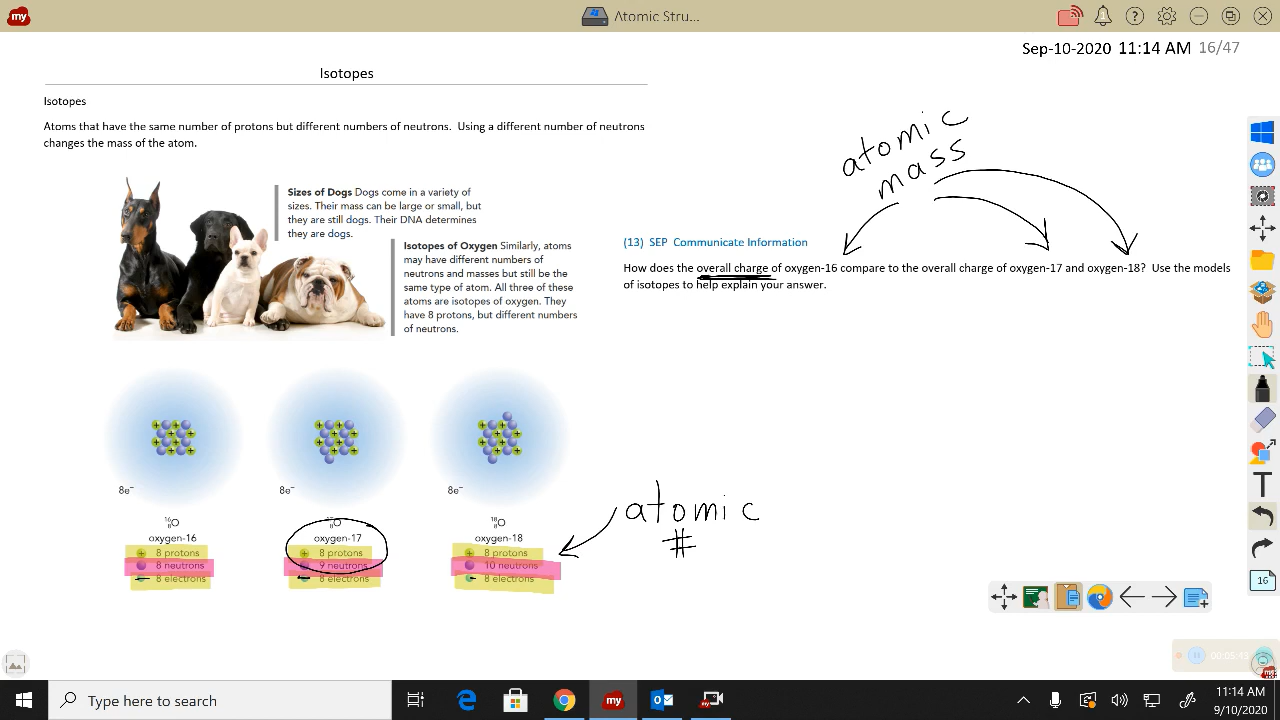 my
Atomic Stru...
Sep-10-2020 11:14 AM 16/47
Isotopes
Isotopes
Atoms that have the same number of protons but different numbers of neutrons. Using a different number of neutrons
changes the mass of the atom.
Sizes of Dogs Dogs come in a variety of
sizes. Their mass can be large or small, but
they are still dogs. Their DNA determines
they are dogs.
Isotopes of Oxygen Similarly, atoms
may have different numbers of
neutrons and masses but still be the
same type of atom. All three of these
atoms are isotopes of oxygen. They
have 8 protons, but different numbers
of neutrons.
atomic
mass
(13) SEP Communicate Information
How does the overall charge of oxygen-16 compare to the overall charge of oxygen-17 and oxygen-18? Use the models
of isotopes to help explain your answer.
8e⁻ 8e⁻ 8e⁻
¹⁶₈O O ¹⁸₈O
oxygen-16 oxygen-17 oxygen-18
+ 8 protons + 8 protons + 8 protons
8 neutrons 9 neutrons 10 neutrons
8 electrons 8 electrons 8 electrons
atomic
#
T
16
00:05:43
Type here to search
my
11:14 AM
9/10/2020